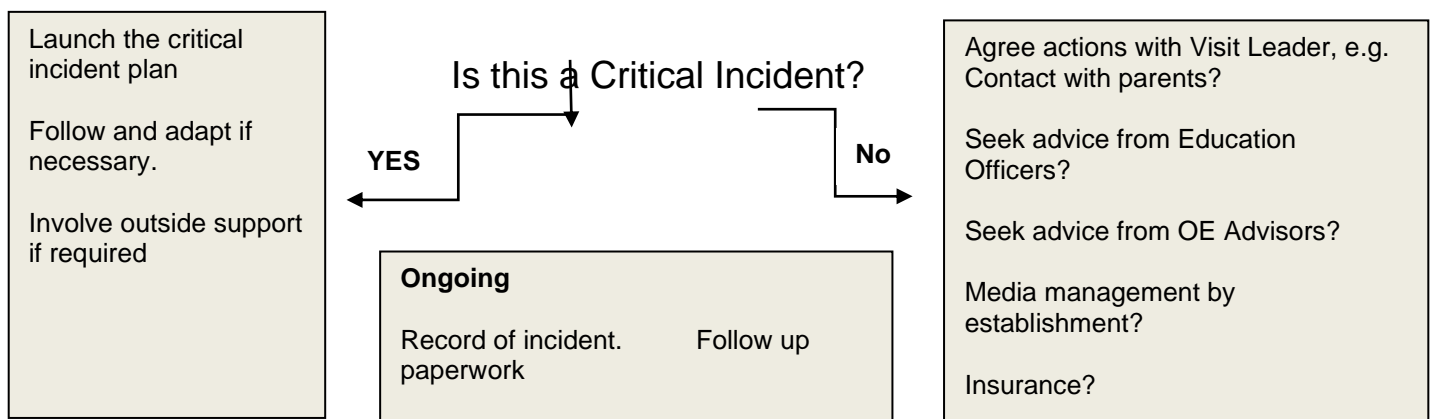 Launch the critical
incident plan
Follow and adapt if
necessary.
Involve outside support
if required
Is this a Critical Incident?
YES
No
Ongoing
Record of incident. Follow up
paperwork
Agree actions with Visit Leader, e.g.
Contact with parents?
Seek advice from Education
Officers?
Seek advice from OE Advisors?
Media management by
establishment?
Insurance?